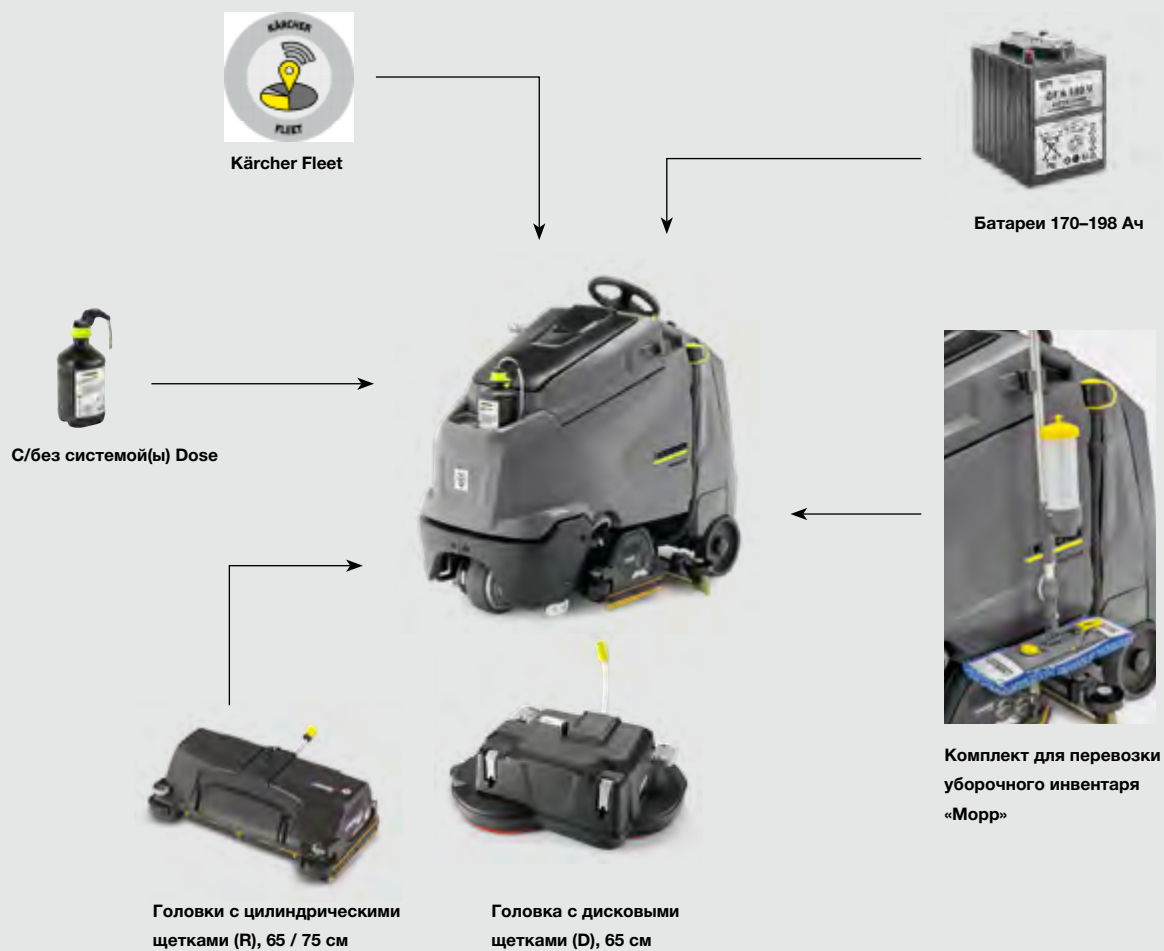 KÄRCHER
FLEET
Kärcher Fleet
Батареи 170–198 Ач
С/без системой(ы) Dose
Комплект для перевозки
уборочного инвентаря
«Mopp»
Головки с цилиндрическими
щетками (R), 65 / 75 см
Головка с дисковыми
щетками (D), 65 см